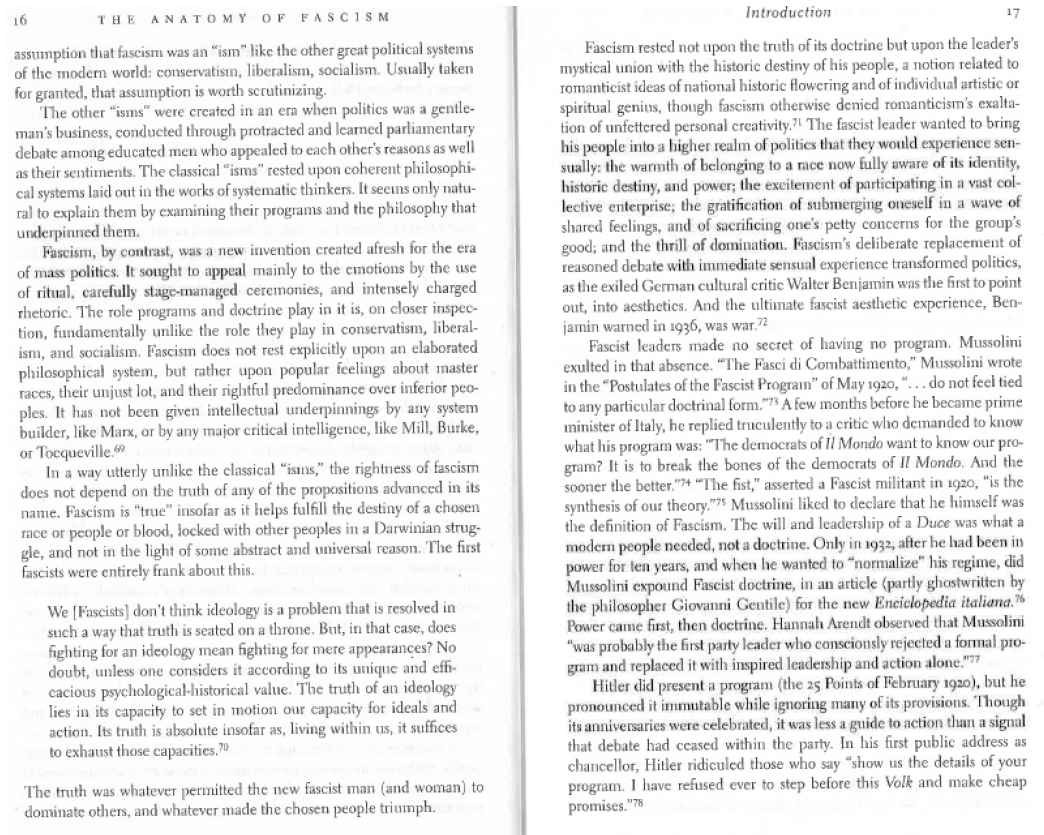 16 THE ANATOMY OF FASCISM
assumption that fascism was an “ism” like the other great political systems
of the modern world: conservatism, liberalism, socialism. Usually taken
for granted, that assumption is worth scrutinizing.
The other “isms” were created in an era when politics was a gentle-
man’s business, conducted through protracted and learned parliamentary
debate among educated men who appealed to each other’s reasons as well
as their sentiments. The classical “isms” rested upon coherent philosophi-
cal systems laid out in the works of systematic thinkers. It seems only natu-
ral to explain them by examining their programs and the philosophy that
underpinned them.
Fascism, by contrast, was a new invention created afresh for the era
of mass politics. It sought to appeal mainly to the emotions by the use
of ritual, carefully stage-managed ceremonies, and intensely charged
rhetoric. The role programs and doctrine play in it is, on closer inspec-
tion, fundamentally unlike the role they play in conservatism, liberal-
ism, and socialism. Fascism does not rest explicitly upon an elaborated
philosophical system, but rather upon popular feelings about master
races, their unjust lot, and their rightful predominance over inferior peo-
ples. It has not been given intellectual underpinnings by any system
builder, like Marx, or by any major critical intelligence, like Mill, Burke,
or Tocqueville.69
In a way utterly unlike the classical “isms,” the rightness of fascism
does not depend on the truth of any of the propositions advanced in its
name. Fascism is “true” insofar as it helps fulfill the destiny of a chosen
race or people or blood, locked with other peoples in a Darwinian strug-
gle, and not in the light of some abstract and universal reason. The first
fascists were entirely frank about this.
We [Fascists] don’t think ideology is a problem that is resolved in
such a way that truth is seated on a throne. But, in that case, does
fighting for an ideology mean fighting for mere appearances? No
doubt, unless one considers it according to its unique and effi-
cacious psychological-historical value. The truth of an ideology
lies in its capacity to set in motion our capacity for ideals and
action. Its truth is absolute insofar as, living within us, it suffices
to exhaust those capacities.70
The truth was whatever permitted the new fascist man (and woman) to
dominate others, and whatever made the chosen people triumph.
Introduction 17
Fascism rested not upon the truth of its doctrine but upon the leader’s
mystical union with the historic destiny of his people, a notion related to
romanticist ideas of national historic flowering and of individual artistic or
spiritual genius, though fascism otherwise denied romanticism’s exalta-
tion of unfettered personal creativity.71 The fascist leader wanted to bring
his people into a higher realm of politics that they would experience sen-
sually: the warmth of belonging to a race now fully aware of its identity,
historic destiny, and power; the excitement of participating in a vast col-
lective enterprise; the gratification of submerging oneself in a wave of
shared feelings, and of sacrificing one’s petty concerns for the group’s
good; and the thrill of domination. Fascism’s deliberate replacement of
reasoned debate with immediate sensual experience transformed politics,
as the exiled German cultural critic Walter Benjamin was the first to point
out, into aesthetics. And the ultimate fascist aesthetic experience, Ben-
jamin warned in 1936, was war.72
Fascist leaders made no secret of having no program. Mussolini
exulted in that absence. “The Fasci di Combattimento,” Mussolini wrote
in the “Postulates of the Fascist Program” of May 1920, “. . . do not feel tied
to any particular doctrinal form.”73 A few months before he became prime
minister of Italy, he replied truculently to a critic who demanded to know
what his program was: “The democrats of Il Mondo want to know our pro-
gram? It is to break the bones of the democrats of Il Mondo. And the
sooner the better.”74 “The fist,” asserted a Fascist militant in 1920, “is the
synthesis of our theory.”75 Mussolini liked to declare that he himself was
the definition of Fascism. The will and leadership of a Duce was what a
modern people needed, not a doctrine. Only in 1932, after he had been in
power for ten years, and when he wanted to “normalize” his regime, did
Mussolini expound Fascist doctrine, in an article (partly ghostwritten by
the philosopher Giovanni Gentile) for the new Enciclopedia italiana.76
Power came first, then doctrine. Hannah Arendt observed that Mussolini
“was probably the first party leader who consciously rejected a formal pro-
gram and replaced it with inspired leadership and action alone.”77
Hitler did present a program (the 25 Points of February 1920), but he
pronounced it immutable while ignoring many of its provisions. Though
its anniversaries were celebrated, it was less a guide to action than a signal
that debate had ceased within the party. In his first public address as
chancellor, Hitler ridiculed those who say “show us the details of your
program. I have refused ever to step before this Volk and make cheap
promises.”78